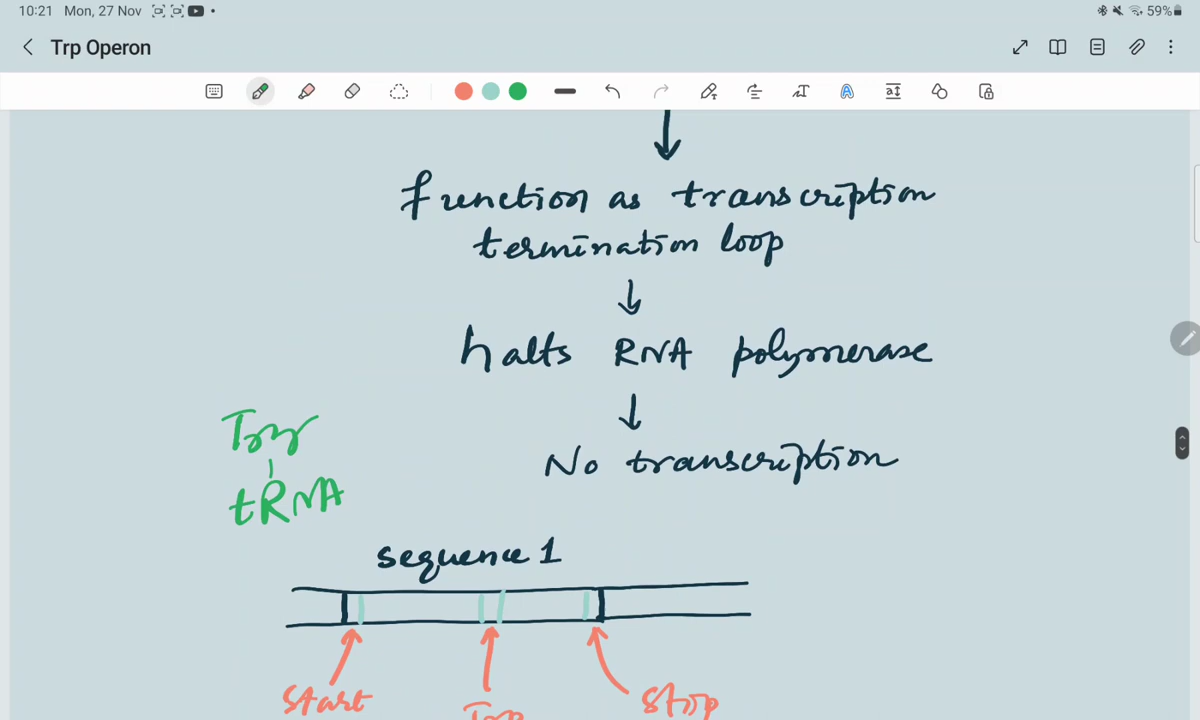 10:21 Mon, 27 Nov
59%
Trp Operon
function as transcription
termination loop
halts RNA polymerase
No transcription
Try
tRNA
sequence 1
Start
Trp
Stop